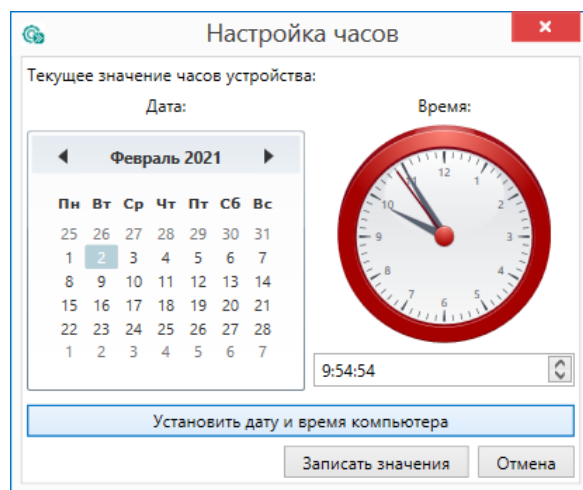 Настройка часов
Текущее значение часов устройства:
Дата:
Время:
Февраль 2021
Пн Вт Ср Чт Пт Сб Вс
25 26 27 28 29 30 31
1 2 3 4 5 6 7
8 9 10 11 12 13 14
15 16 17 18 19 20 21
22 23 24 25 26 27 28
1 2 3 4 5 6 7
12
11 1
10 2
9 3
8 4
7 5
6
9:54:54
Установить дату и время компьютера
Записать значения
Отмена